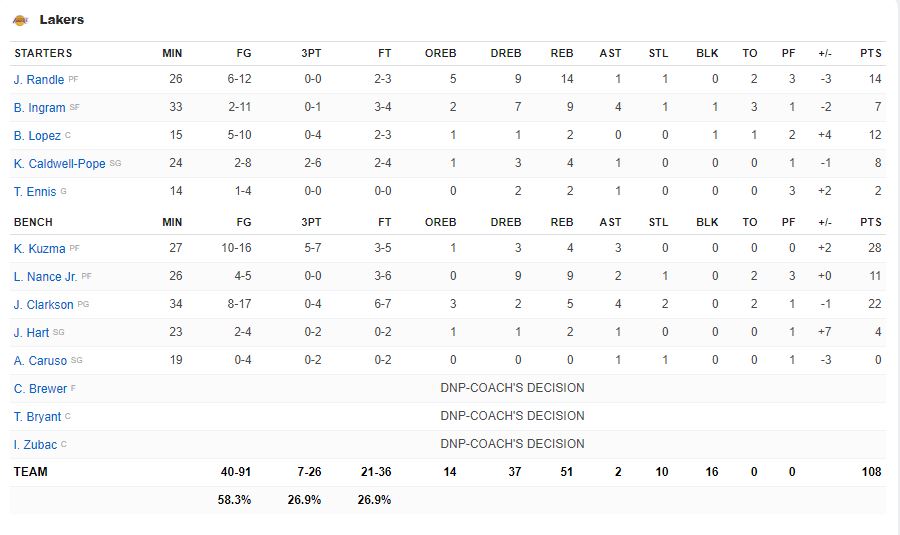 Lakers
STARTERS MIN FG 3PT FT OREB DREB REB AST STL BLK TO PF +/- PTS
J. Randle PF 26 6-12 0-0 2-3 5 9 14 1 1 0 2 3 -3 14
B. Ingram SF 33 2-11 0-1 3-4 2 7 9 4 1 1 3 1 -2 7
B. Lopez C 15 5-10 0-4 2-3 1 1 2 0 0 1 1 2 +4 12
K. Caldwell-Pope SG 24 2-8 2-6 2-4 1 3 4 1 0 0 0 1 -1 8
T. Ennis G 14 1-4 0-0 0-0 0 2 2 1 0 0 0 3 +2 2
BENCH MIN FG 3PT FT OREB DREB REB AST STL BLK TO PF +/- PTS
K. Kuzma PF 27 10-16 5-7 3-5 1 3 4 3 0 0 0 0 +2 28
L. Nance Jr. PF 26 4-5 0-0 3-6 0 9 9 2 1 0 2 3 +0 11
J. Clarkson PG 34 8-17 0-4 6-7 3 2 5 4 2 0 2 1 -1 22
J. Hart SG 23 2-4 0-2 0-2 1 1 2 1 0 0 0 1 +7 4
A. Caruso SG 19 0-4 0-2 0-2 0 0 0 1 1 0 0 1 -3 0
C. Brewer F DNP-COACH'S DECISION
T. Bryant C DNP-COACH'S DECISION
I. Zubac C DNP-COACH'S DECISION
TEAM 40-91 7-26 21-36 14 37 51 2 10 16 0 0 108
58.3% 26.9% 26.9%